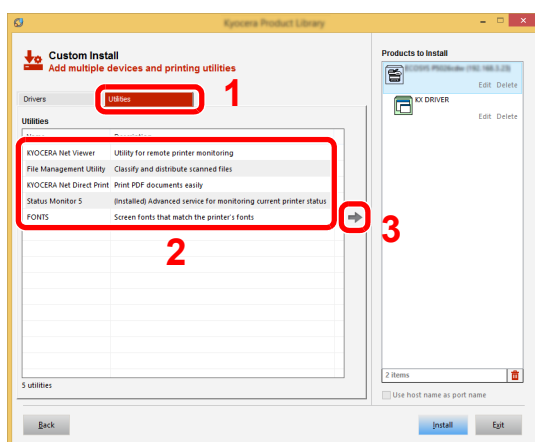 Kyocera Product Library
Custom Install
Add multiple devices and printing utilities
Drivers
Utilities
1
Utilities
Name Description
KYOCERA Net Viewer Utility for remote printer monitoring
File Management Utility Classify and distribute scanned files
KYOCERA Net Direct Print Print PDF documents easily
Status Monitor 5 (Installed) Advanced service for monitoring current printer status
FONTS Screen fonts that match the printer's fonts
2
3
5 utilities
Products to Install
Edit Delete
KX DRIVER
Edit Delete
2 items
Use host name as port name
Back
Install
Exit